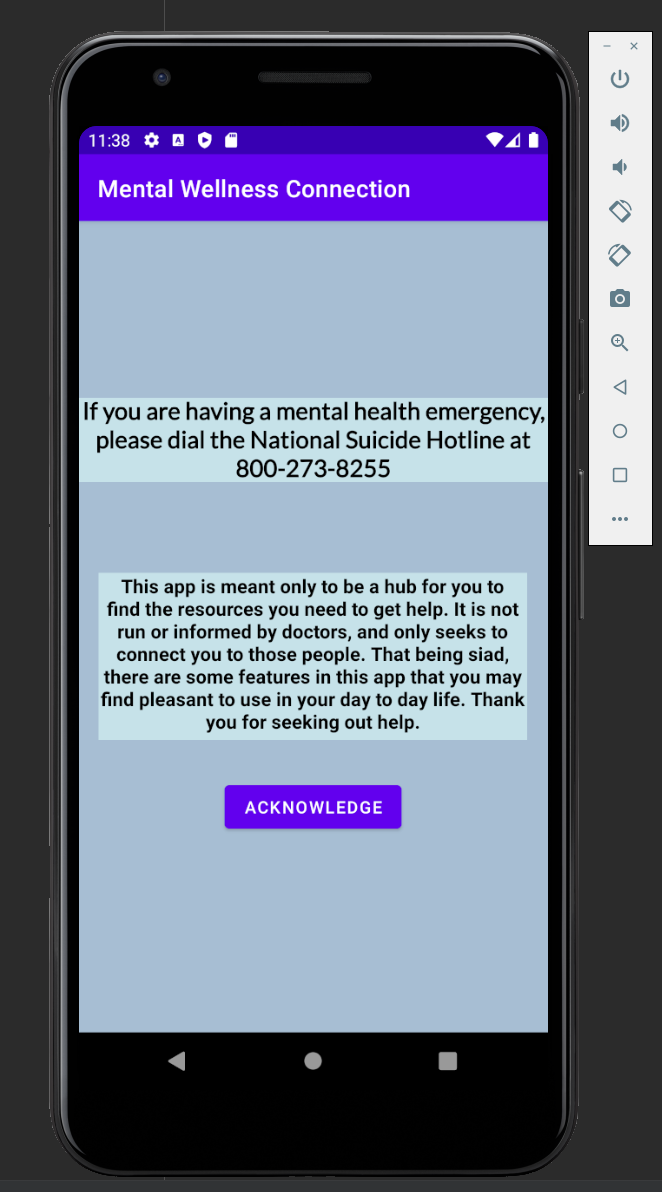 11:38
Mental Wellness Connection
If you are having a mental health emergency,
please dial the National Suicide Hotline at
800-273-8255
This app is meant only to be a hub for you to
find the resources you need to get help. It is not
run or informed by doctors, and only seeks to
connect you to those people. That being siad,
there are some features in this app that you may
find pleasant to use in your day to day life. Thank
you for seeking out help.
ACKNOWLEDGE